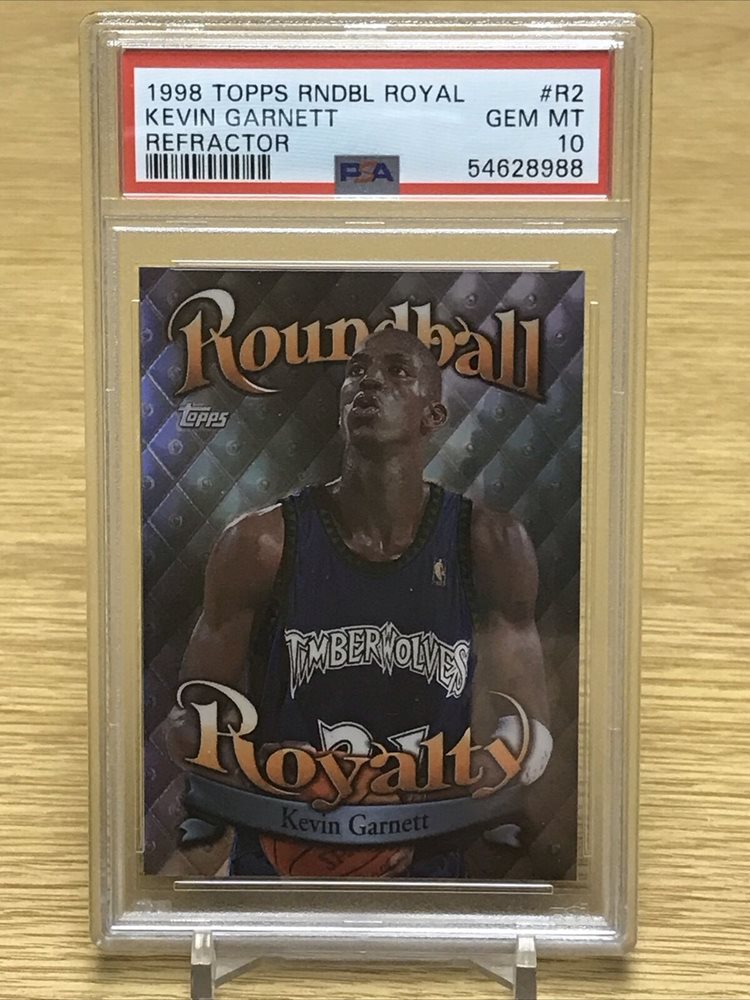 1998 TOPPS RNDBL ROYAL #R2
KEVIN GARNETT GEM MT
REFRACTOR 10
PSA 54628988
Roundball
Topps
TIMBERWOLVES
Royalty
Kevin Garnett